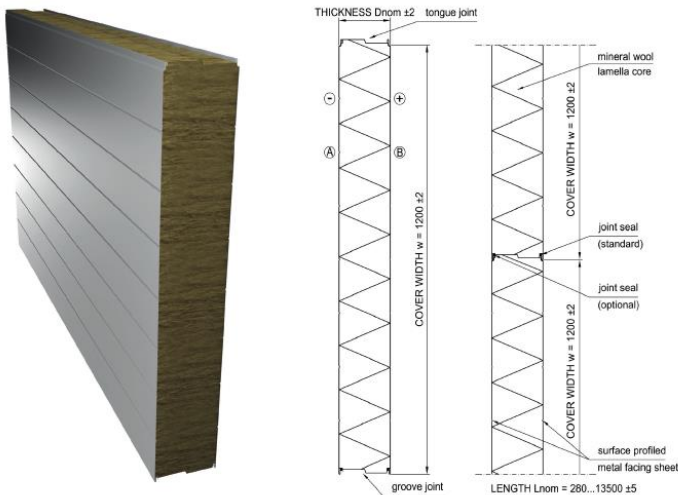 THICKNESS Dnom ±2
tongue joint
-
+
A
B
COVER WIDTH w = 1200 ±2
groove joint
mineral wool
lamella core
COVER WIDTH w = 1200 ±2
joint seal
(standard)
joint seal
(optional)
COVER WIDTH w = 1200 ±2
surface profiled
metal facing sheet
LENGTH Lnom = 280...13500 ±5